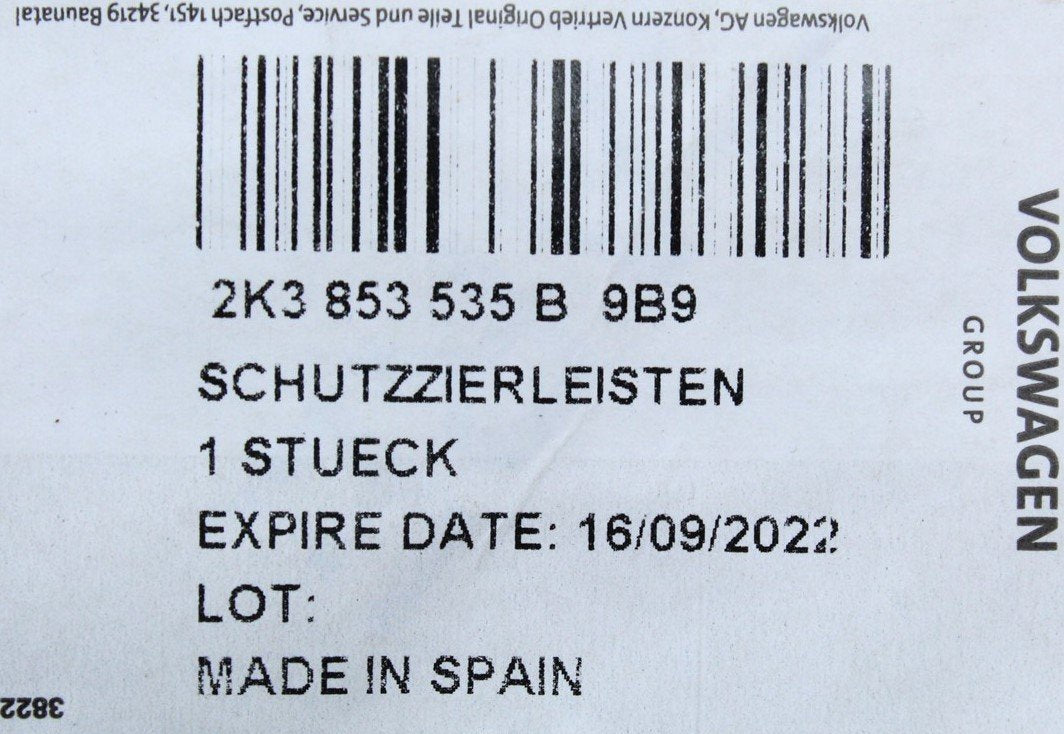 Volkswagen AG, Konzern Vertrieb Original Teile und Service, Postfach 1451, 34219 Baunatal
2K3 853 535 B 9B9
SCHUTZZIERLEISTEN
1 STUECK
EXPIRE DATE: 16/09/2022
LOT:
MADE IN SPAIN
VOLKSWAGEN
GROUP
3822